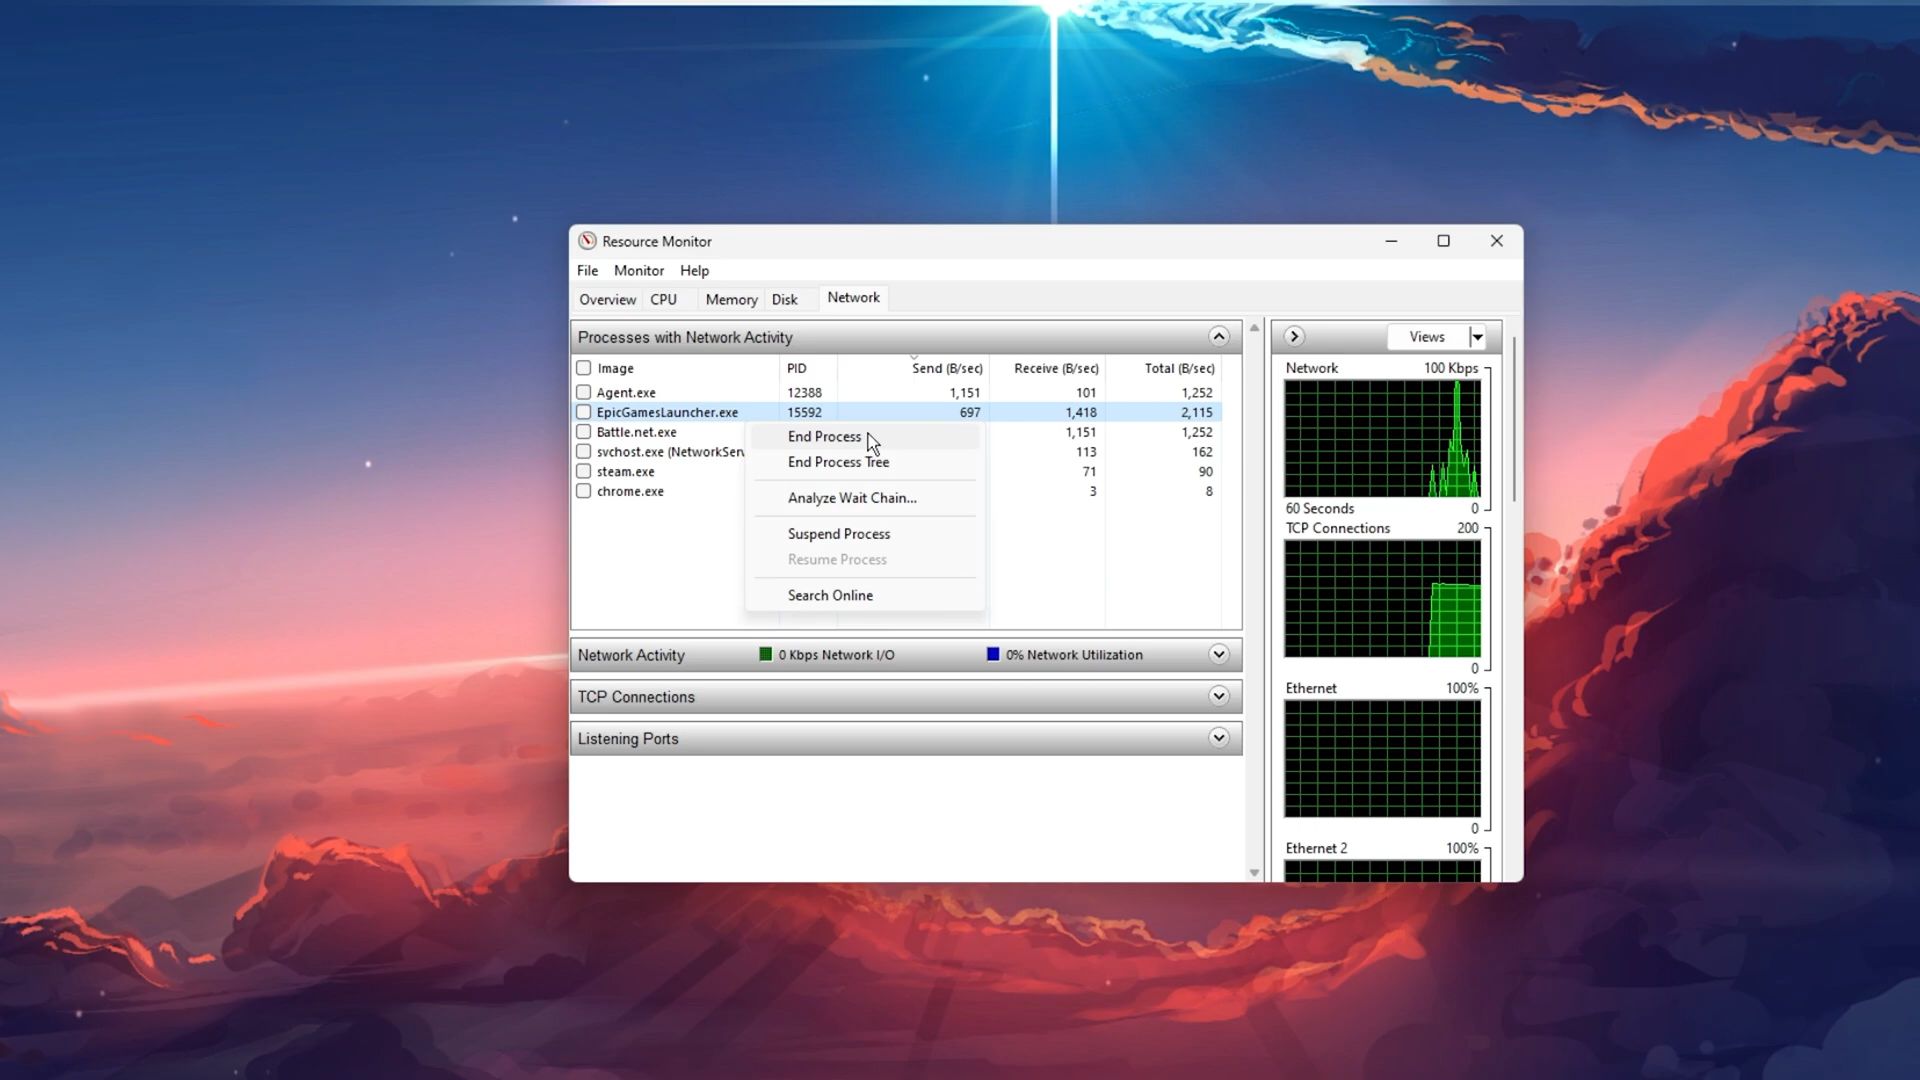 Resource Monitor
File Monitor Help
Overview CPU Memory Disk Network
Processes with Network Activity
Image PID Send (B/sec) Receive (B/sec) Total (B/sec)
Agent.exe 12388 1,151 101 1,252
EpicGamesLauncher.exe 15592 697 1,418 2,115
Battle.net.exe 1,151 1,252
svchost.exe (NetworkServ 113 162
steam.exe 71 90
chrome.exe 3 8
End Process
End Process Tree
Analyze Wait Chain...
Suspend Process
Resume Process
Search Online
Network Activity 0 Kbps Network I/O 0% Network Utilization
TCP Connections
Listening Ports
Views
Network 100 Kbps
60 Seconds 0
TCP Connections 200
0
Ethernet 100%
0
Ethernet 2 100%